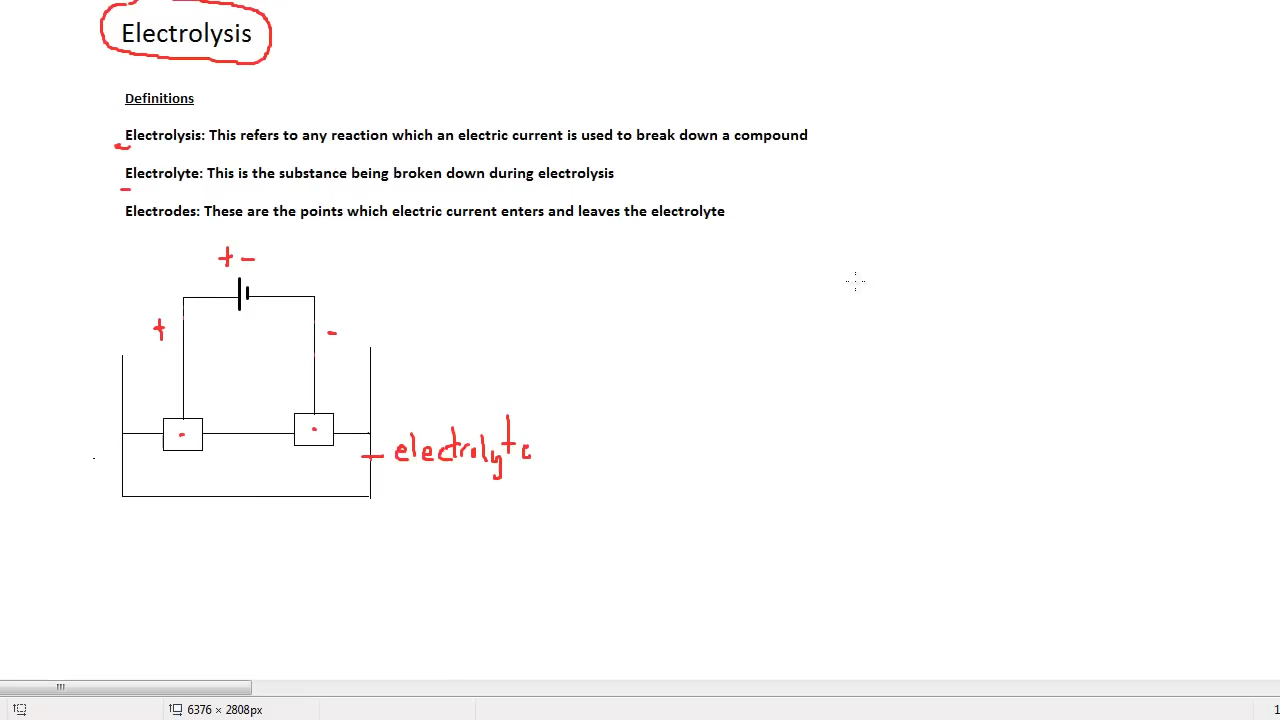 Electrolysis
Definitions
Electrolysis: This refers to any reaction which an electric current is used to break down a compound
Electrolyte: This is the substance being broken down during electrolysis
Electrodes: These are the points which electric current enters and leaves the electrolyte
+ -
+ -
electrolyte
6376 × 2808px
1